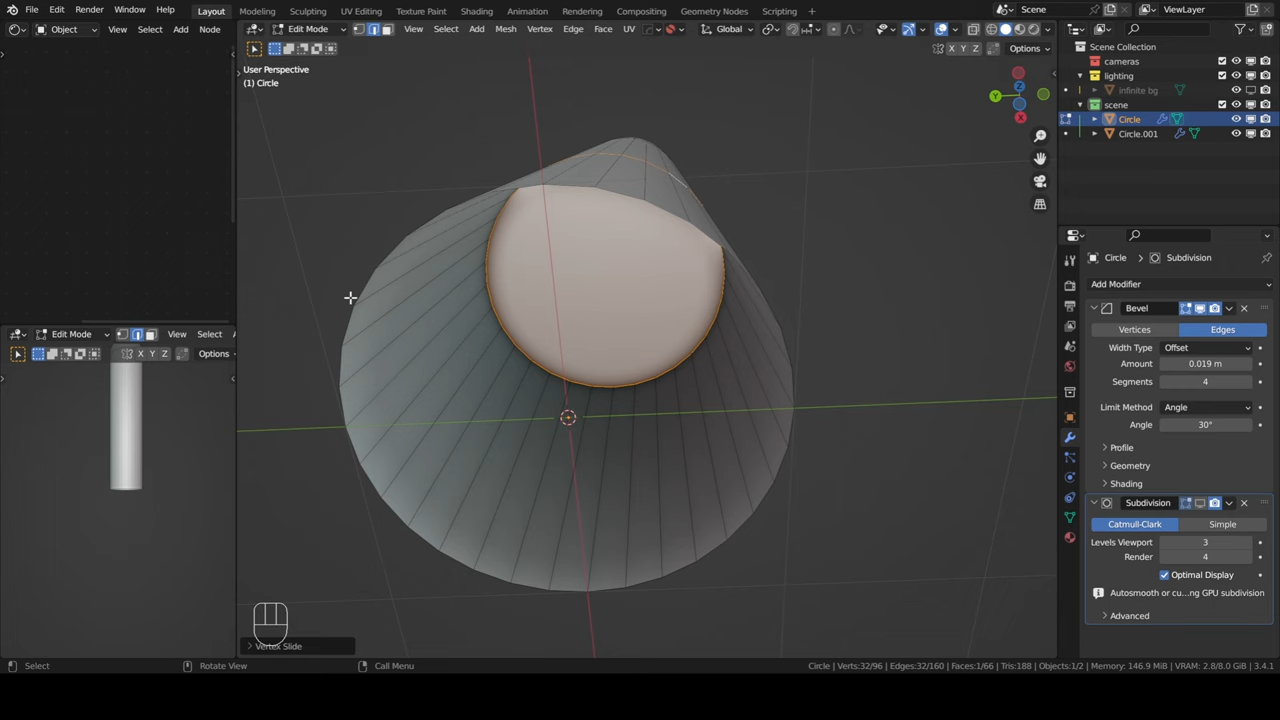 File Edit Render Window Help Layout Modeling Sculpting UV Editing Texture Paint Shading Animation Rendering Compositing Geometry Nodes Scripting + Scene ViewLayer
Object View Select Add Node Edit Mode View Select Add Mesh Vertex Edge Face UV Global
X Y Z Options
User Perspective
(1) Circle
Scene Collection
cameras
lighting
infinite bg
scene
Circle
Circle.001
Z
Y
X
Circle > Subdivision
Add Modifier
Bevel
Vertices Edges
Width Type Offset
Amount 0.019 m
Segments 4
Limit Method Angle
Angle 30°
Profile
Geometry
Shading
Subdivision
Catmull-Clark Simple
Levels Viewport 3
Render 4
Optimal Display
Autosmooth or cu...ng GPU subdivision
Advanced
Edit Mode View Select
X Y Z Options
Vertex Slide
Select Rotate View Call Menu Circle | Verts:32/96 | Edges:32/160 | Faces:1/66 | Tris:188 | Objects:1/2 | Memory: 146.9 MiB | VRAM: 2.8/8.0 GiB | 3.4.1